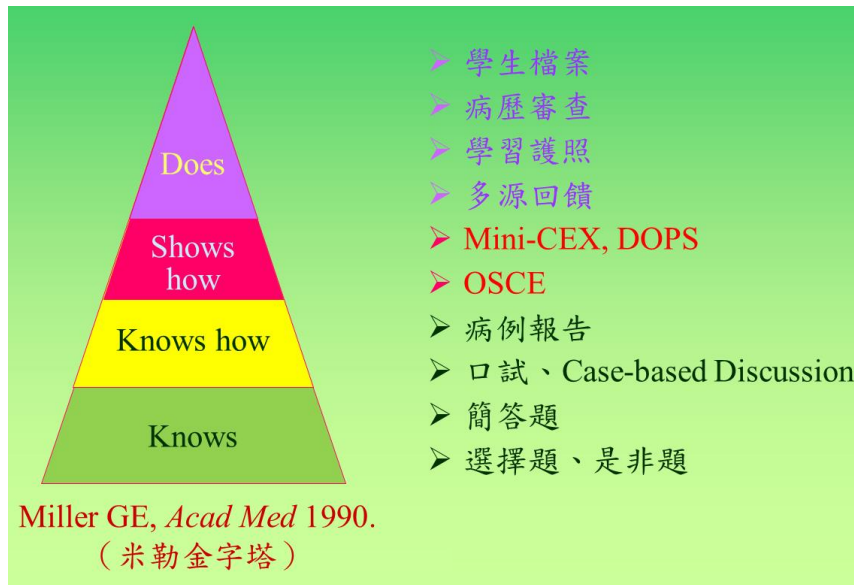 Does
Shows
how
Knows how
Knows
Miller GE, Acad Med 1990.
（米勒金字塔）
➢ 學生檔案
➢ 病歷審查
➢ 學習護照
➢ 多源回饋
➢ Mini-CEX, DOPS
➢ OSCE
➢ 病例報告
➢ 口試、Case-based Discussion
➢ 簡答題
➢ 選擇題、是非題